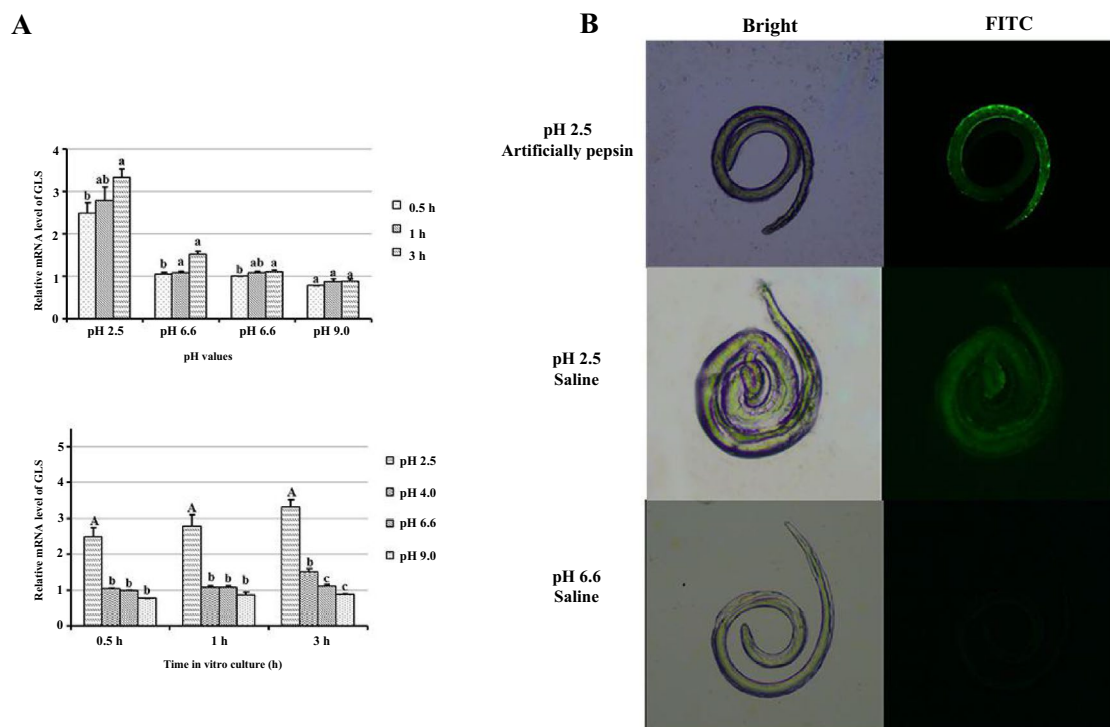 A
Relative mRNA level of GLS
4
3
2
1
0
b ab a
b a a
b ab a
a a a
0.5 h
1 h
3 h
pH 2.5 pH 6.6 pH 6.6 pH 9.0
pH values
Relative mRNA level of GLS
5
4
3
2
1
0
A b b b
A b b b
A b c c
pH 2.5
pH 4.0
pH 6.6
pH 9.0
0.5 h 1 h 3 h
Time in vitro culture (h)
B
Bright FITC
pH 2.5
Artificially pepsin
pH 2.5
Saline
pH 6.6
Saline